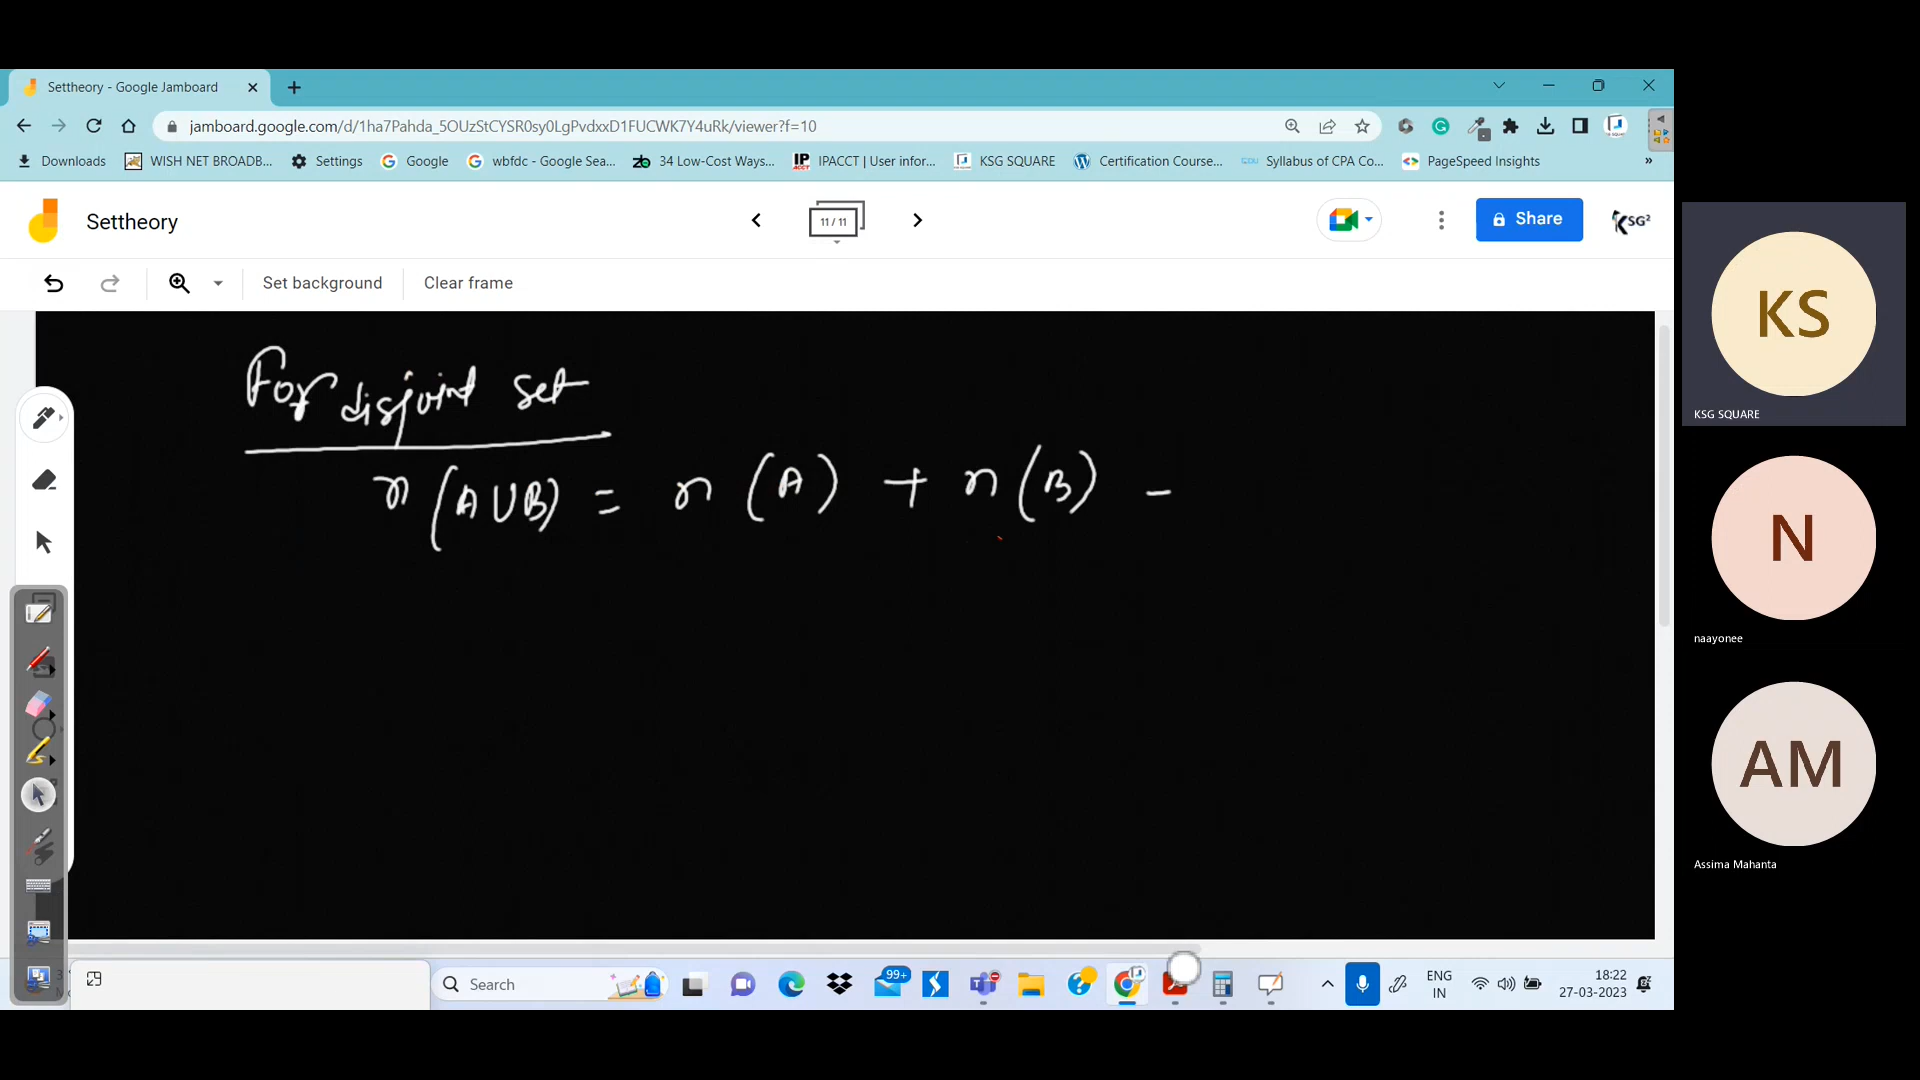 Settheory - Google Jamboard
jamboard.google.com/d/1ha7Pahda_5OUzStCYSR0sy0LgPvdxxD1FUCWK7Y4uRk/viewer?f=10
Downloads WISH NET BROADB... Settings Google wbfdc - Google Sea... 34 Low-Cost Ways... IPACCT | User infor... KSG SQUARE Certification Course... Syllabus of CPA Co... PageSpeed Insights »
Settheory 11 / 11 Share KSG²
Set background Clear frame
For disjoint set
n (A∪B) = n (A) + n (B) -
KS
KSG SQUARE
N
naayonee
AM
Assima Mahanta
Search 99+ ENG IN 18:22 27-03-2023